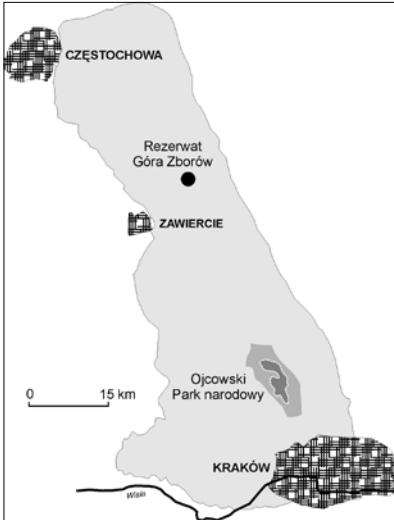 CZĘSTOCHOWA
Rezerwat
Góra Zborów
ZAWIERCIE
Ojcowski
Park narodowy
0 15 km
KRAKÓW
Wisła